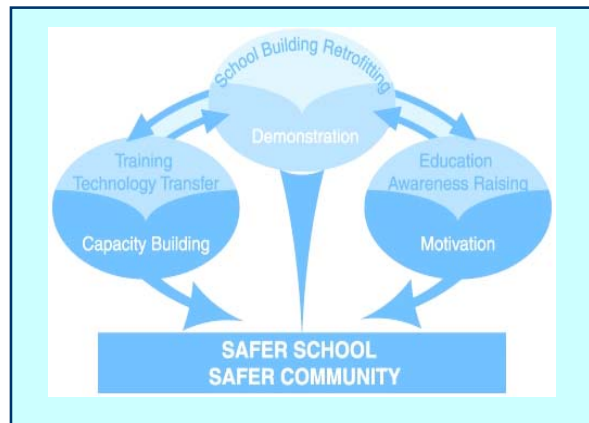 School Building Retrofitting
Demonstration
Training
Technology Transfer
Capacity Building
Education
Awareness Raising
Motivation
SAFER SCHOOL
SAFER COMMUNITY